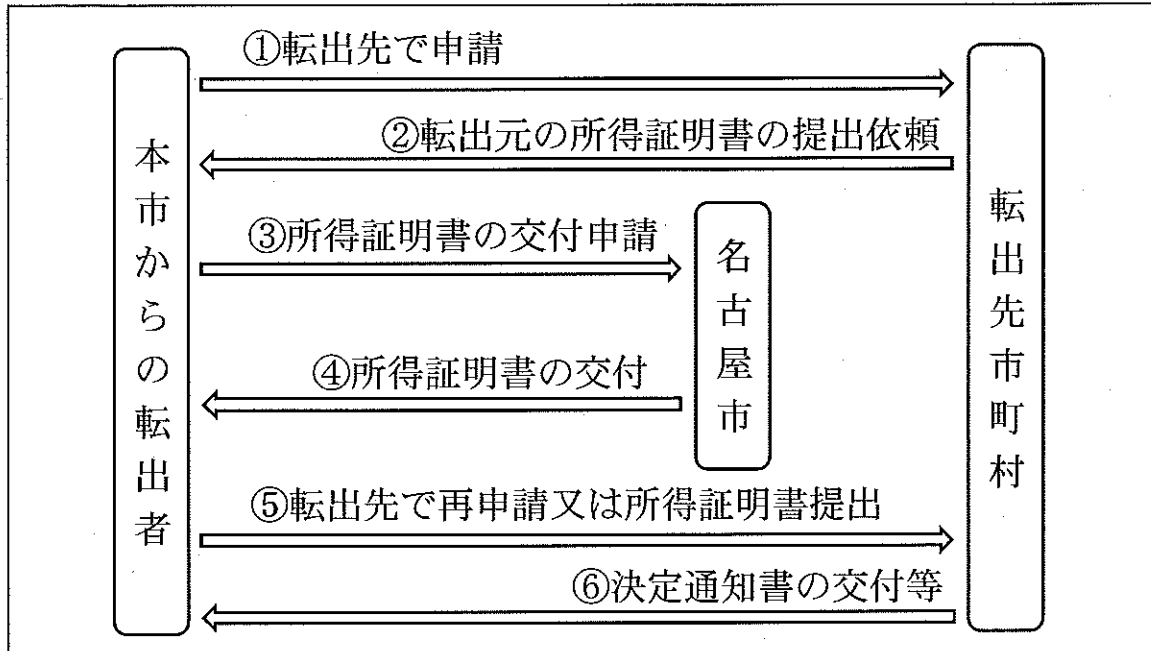 ①転出先で申請
②転出元の所得証明書の提出依頼
本市からの転出者
③所得証明書の交付申請
名古屋市
転出先市町村
④所得証明書の交付
⑤転出先で再申請又は所得証明書提出
⑥決定通知書の交付等